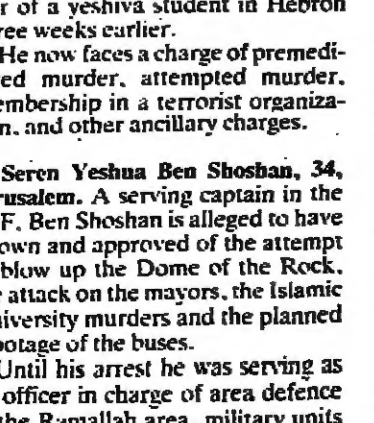 r of a yeshiva student in Hebron
ree weeks earlier.
He now faces a charge of premedi-
ed murder, attempted murder,
embership in a terrorist organiza-
n, and other ancillary charges.
Seren Yeshua Ben Shoshan, 34,
rusalem. A serving captain in the
F. Ben Shoshan is alleged to have
own and approved of the attempt
blow up the Dome of the Rock,
e attack on the mayors, the Islamic
iversity murders and the planned
botage of the buses.
Until his arrest he was serving as
officer in charge of area defence
the Ramallah area, military units